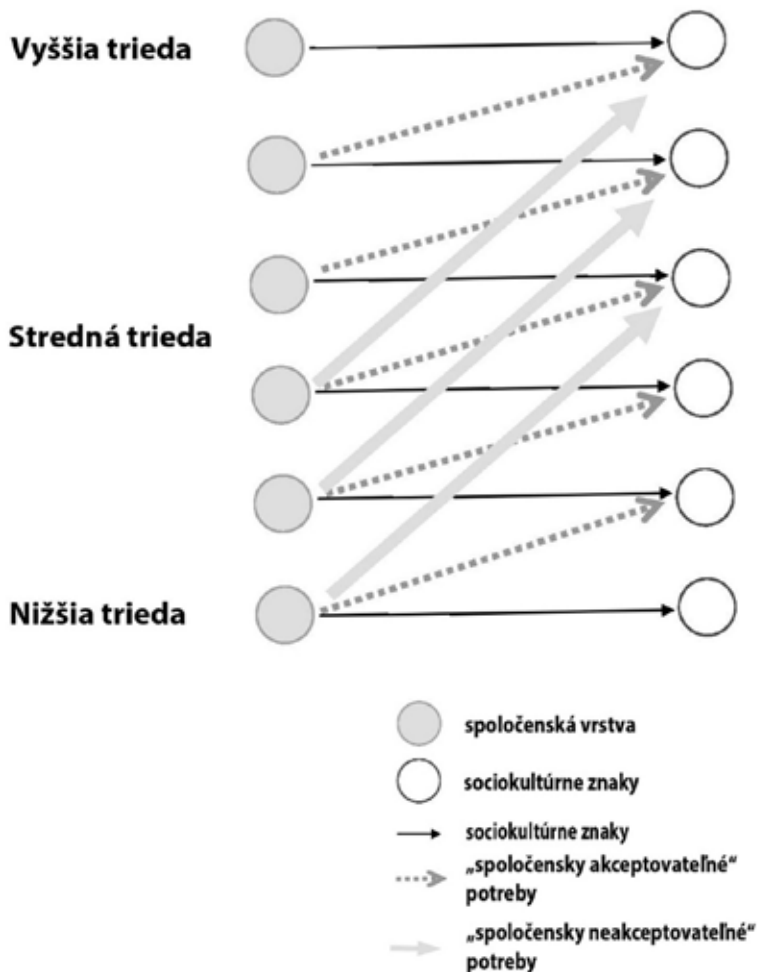 Vyššia trieda
Stredná trieda
Nižšia trieda
spoločenská vrstva
sociokultúrne znaky
sociokultúrne znaky
„spoločensky akceptovateľné“
potreby
„spoločensky neakceptovateľné“
potreby